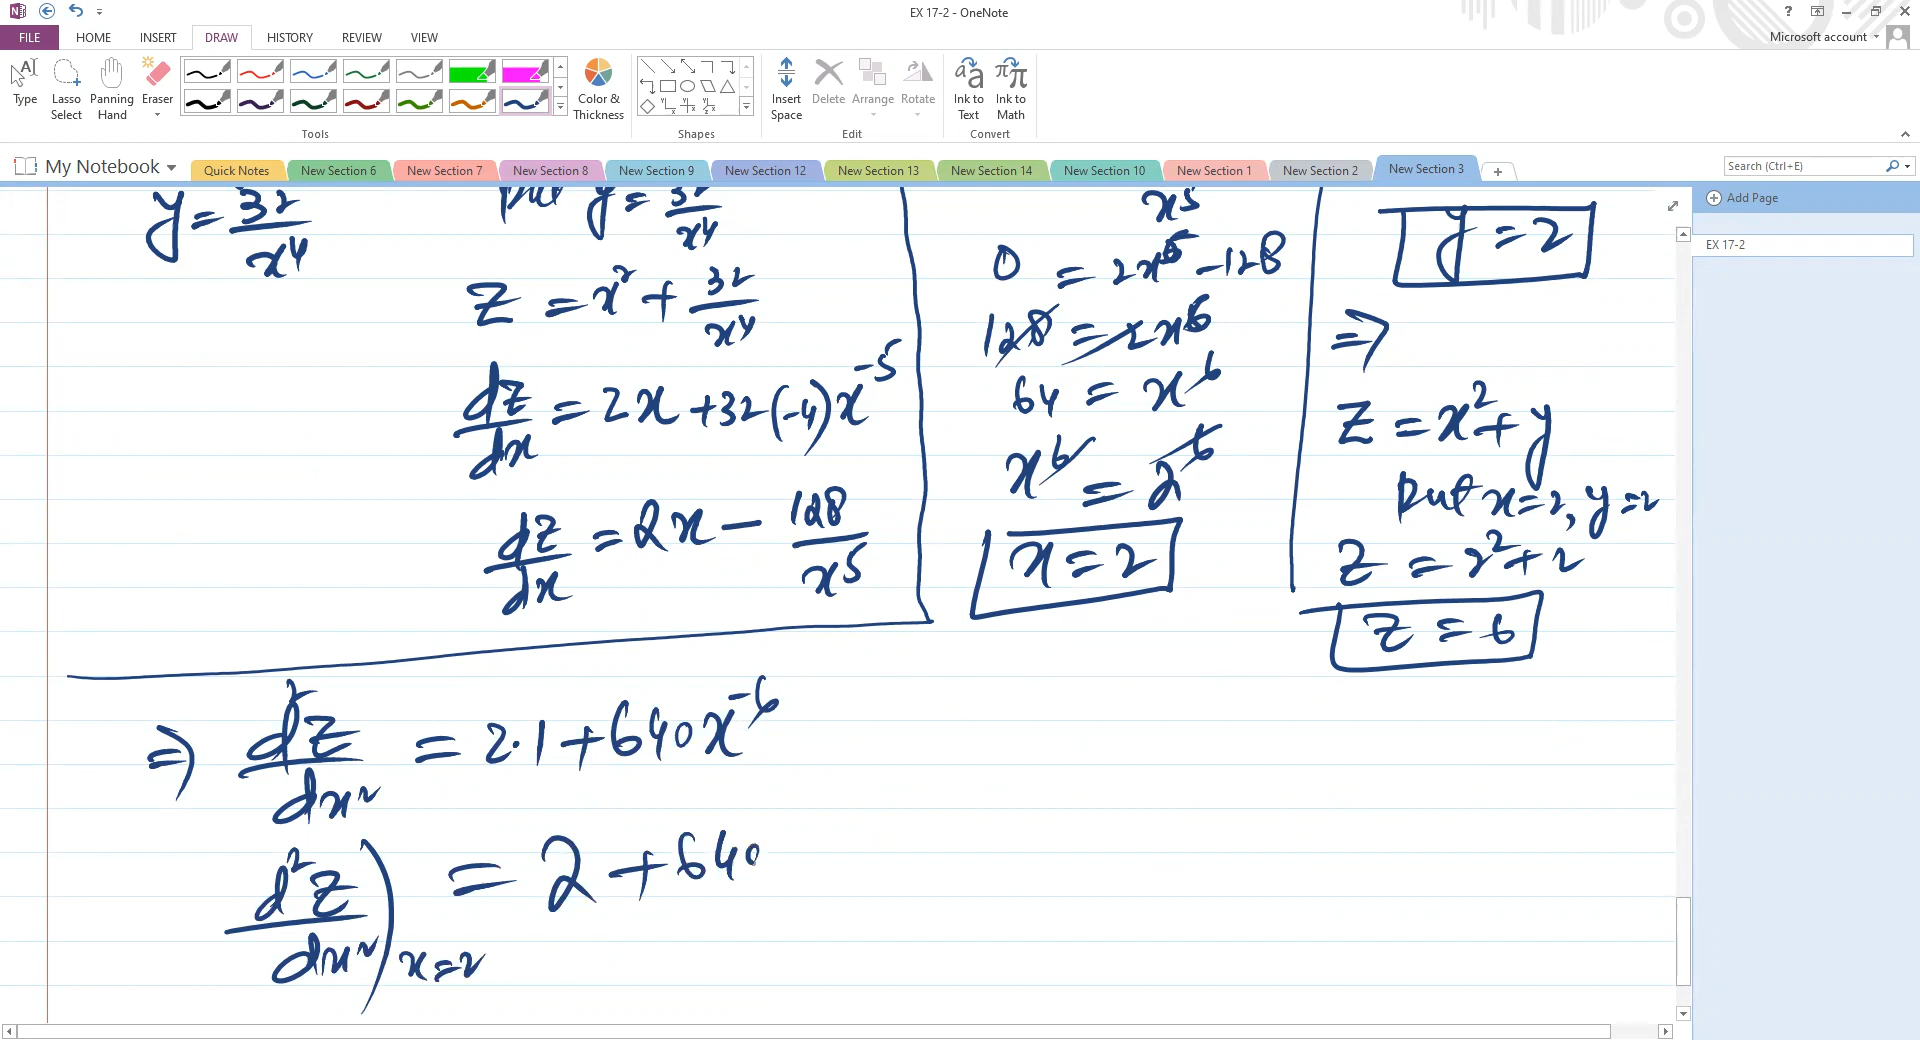 EX 17-2 - OneNote
FILE HOME INSERT DRAW HISTORY REVIEW VIEW
Microsoft account
Type
Lasso Select
Panning Hand
Eraser
Color & Thickness
Insert Space
Delete
Arrange
Rotate
Ink to Text
Ink to Math
Tools
Shapes
Edit
Convert
My Notebook
Quick Notes
New Section 6
New Section 7
New Section 8
New Section 9
New Section 12
New Section 13
New Section 14
New Section 10
New Section 1
New Section 2
New Section 3
Search (Ctrl+E)
Add Page
EX 17-2
y = 32/x⁴
put y = 32/x⁴
z = x² + 32/x⁴
dz/dx = 2x + 32(-4)x⁻⁵
dz/dx = 2x - 128/x⁵
x⁵
0 = 2x⁶ - 128
128 = 2x⁶
64 = x⁶
x⁶ = 2⁶
x = 2
y = 2
⇒
z = x² + y
put x=2, y=2
z = 2² + 2
z = 6
⇒ d²z/dx² = 2·1 + 640x⁻⁶
d²z/dx²)x=2 = 2 + 640